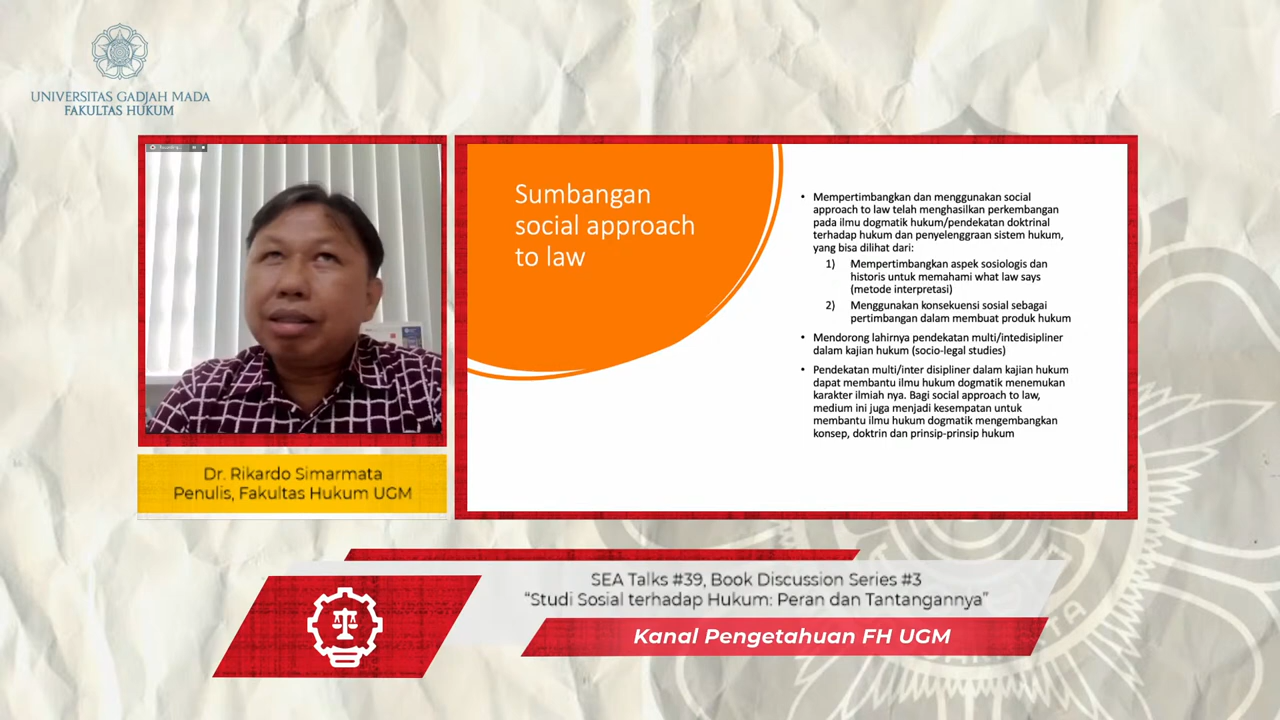 UNIVERSITAS GADJAH MADA
FAKULTAS HUKUM
Sumbangan
social approach
to law
• Mempertimbangkan dan menggunakan social
approach to law telah menghasilkan perkembangan
pada ilmu dogmatik hukum/pendekatan doktrinal
terhadap hukum dan penyelenggraan sistem hukum,
yang bisa dilihat dari:
1) Mempertimbangkan aspek sosiologis dan
historis untuk memahami what law says
(metode interpretasi)
2) Menggunakan konsekuensi sosial sebagai
pertimbangan dalam membuat produk hukum
• Mendorong lahirnya pendekatan multi/intedisipliner
dalam kajian hukum (socio-legal studies)
• Pendekatan multi/inter disipliner dalam kajian hukum
dapat membantu ilmu hukum dogmatik menemukan
karakter ilmiah nya. Bagi social approach to law,
medium ini juga menjadi kesempatan untuk
membantu ilmu hukum dogmatik mengembangkan
konsep, doktrin dan prinsip-prinsip hukum
Dr. Rikardo Simarmata
Penulis, Fakultas Hukum UGM
SEA Talks #39, Book Discussion Series #3
“Studi Sosial terhadap Hukum: Peran dan Tantangannya”
Kanal Pengetahuan FH UGM